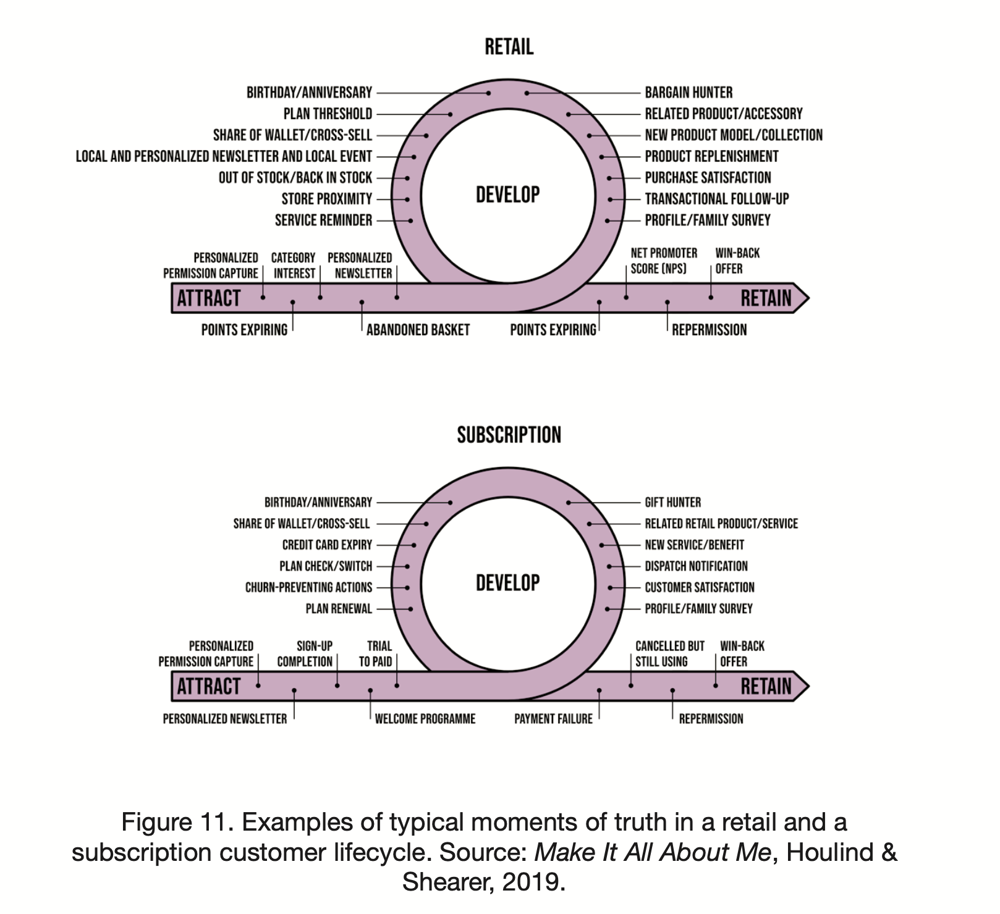 RETAIL
BIRTHDAY/ANNIVERSARY
PLAN THRESHOLD
SHARE OF WALLET/CROSS-SELL
LOCAL AND PERSONALIZED NEWSLETTER AND LOCAL EVENT
OUT OF STOCK/BACK IN STOCK
STORE PROXIMITY
SERVICE REMINDER
BARGAIN HUNTER
RELATED PRODUCT/ACCESSORY
NEW PRODUCT MODEL/COLLECTION
PRODUCT REPLENISHMENT
PURCHASE SATISFACTION
TRANSACTIONAL FOLLOW-UP
PROFILE/FAMILY SURVEY
DEVELOP
PERSONALIZED
PERMISSION CAPTURE
CATEGORY
INTEREST
PERSONALIZED
NEWSLETTER
NET PROMOTER
SCORE (NPS)
WIN-BACK
OFFER
ATTRACT
RETAIN
POINTS EXPIRING
ABANDONED BASKET
POINTS EXPIRING
REPERMISSION
SUBSCRIPTION
BIRTHDAY/ANNIVERSARY
SHARE OF WALLET/CROSS-SELL
CREDIT CARD EXPIRY
PLAN CHECK/SWITCH
CHURN-PREVENTING ACTIONS
PLAN RENEWAL
GIFT HUNTER
RELATED RETAIL PRODUCT/SERVICE
NEW SERVICE/BENEFIT
DISPATCH NOTIFICATION
CUSTOMER SATISFACTION
PROFILE/FAMILY SURVEY
DEVELOP
PERSONALIZED
PERMISSION CAPTURE
SIGN-UP
COMPLETION
TRIAL
TO PAID
CANCELLED BUT
STILL USING
WIN-BACK
OFFER
ATTRACT
RETAIN
PERSONALIZED NEWSLETTER
WELCOME PROGRAMME
PAYMENT FAILURE
REPERMISSION
Figure 11. Examples of typical moments of truth in a retail and a
subscription customer lifecycle. Source: Make It All About Me, Houlind &
Shearer, 2019.